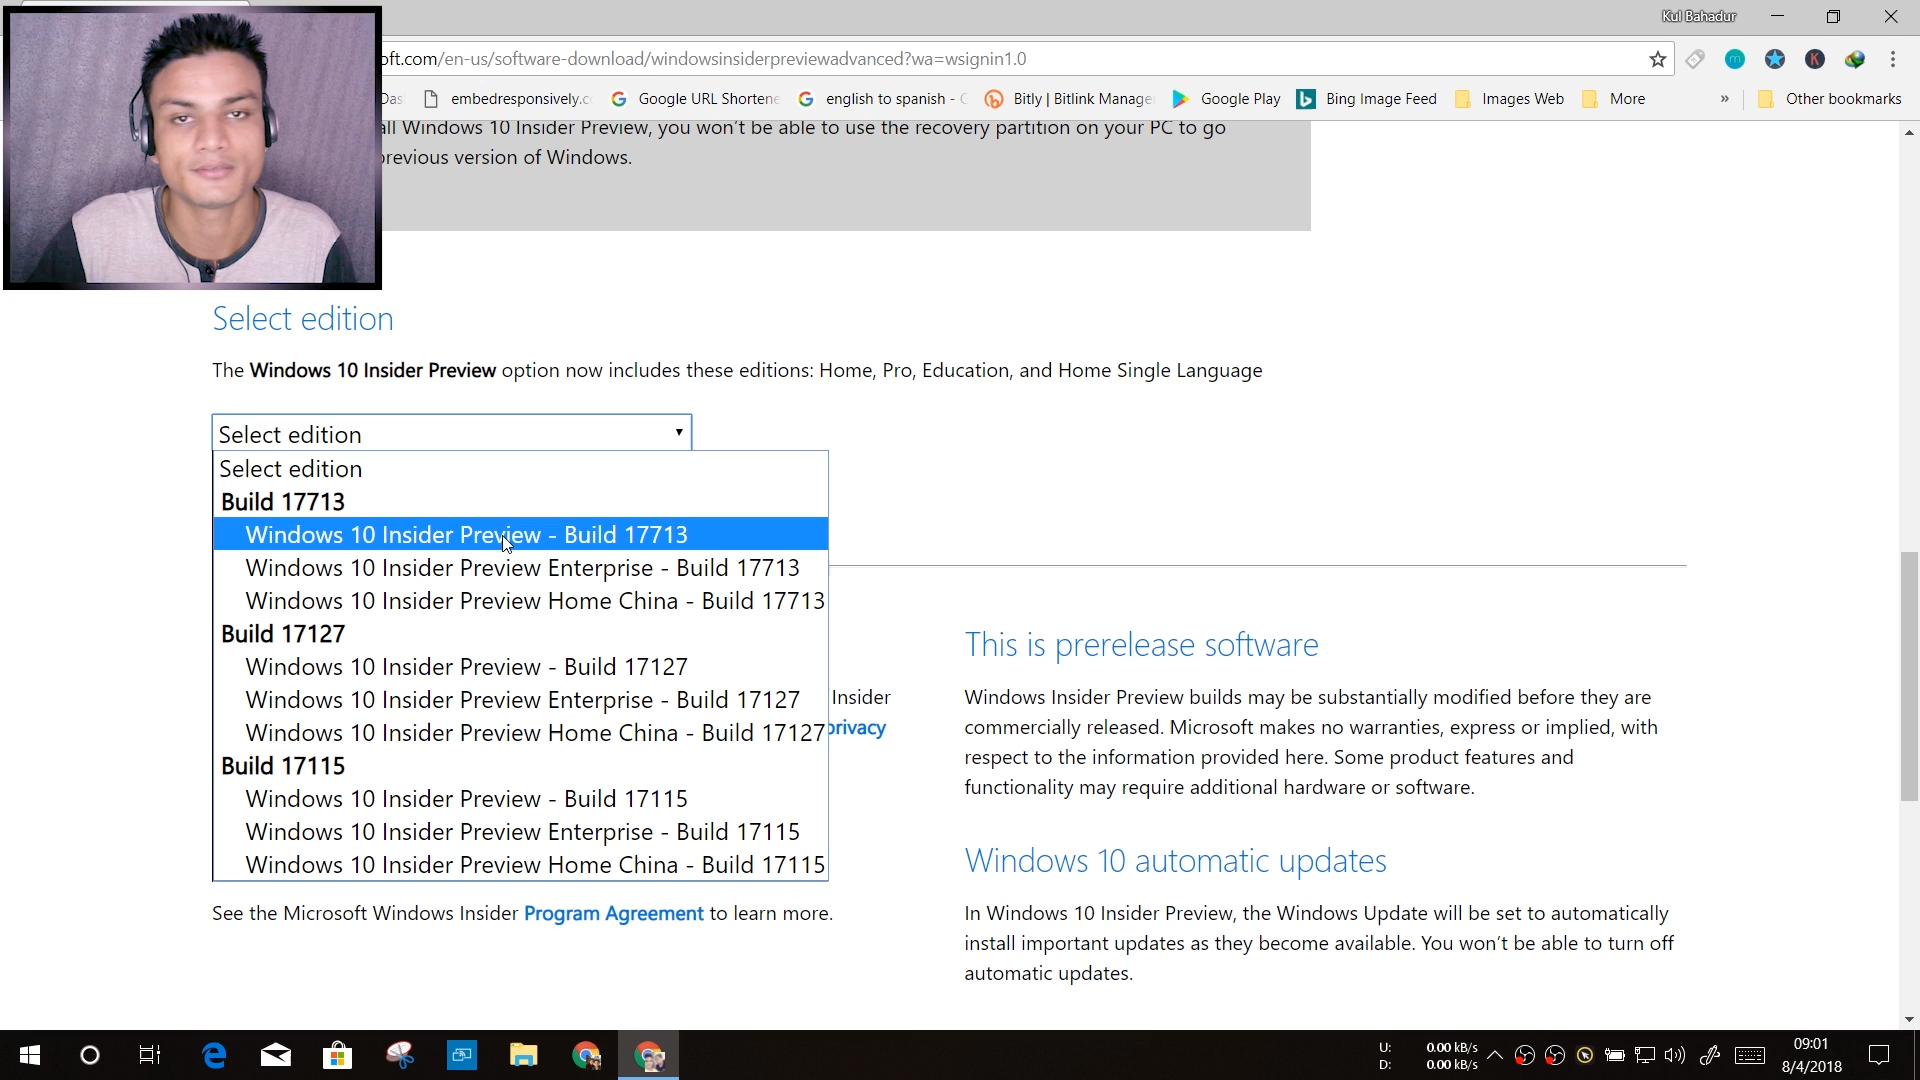 Kul Bahadur
oft.com/en-us/software-download/windowsinsiderpreviewadvanced?wa=wsignin1.0
Das
embedresponsively.c
Google URL Shortene
english to spanish -
Bitly | Bitlink Manage
Google Play
Bing Image Feed
Images Web
More
»
Other bookmarks
all Windows 10 Insider Preview, you won't be able to use the recovery partition on your PC to go
previous version of Windows.
Select edition
The Windows 10 Insider Preview option now includes these editions: Home, Pro, Education, and Home Single Language
Select edition
Select edition
Build 17713
Windows 10 Insider Preview - Build 17713
Windows 10 Insider Preview Enterprise - Build 17713
Windows 10 Insider Preview Home China - Build 17713
Build 17127
Windows 10 Insider Preview - Build 17127
Windows 10 Insider Preview Enterprise - Build 17127
Windows 10 Insider Preview Home China - Build 17127
Build 17115
Windows 10 Insider Preview - Build 17115
Windows 10 Insider Preview Enterprise - Build 17115
Windows 10 Insider Preview Home China - Build 17115
Insider
privacy
See the Microsoft Windows Insider Program Agreement to learn more.
This is prerelease software
Windows Insider Preview builds may be substantially modified before they are
commercially released. Microsoft makes no warranties, express or implied, with
respect to the information provided here. Some product features and
functionality may require additional hardware or software.
Windows 10 automatic updates
In Windows 10 Insider Preview, the Windows Update will be set to automatically
install important updates as they become available. You won't be able to turn off
automatic updates.
U: 0.00 kB/s
D: 0.00 kB/s
09:01
8/4/2018